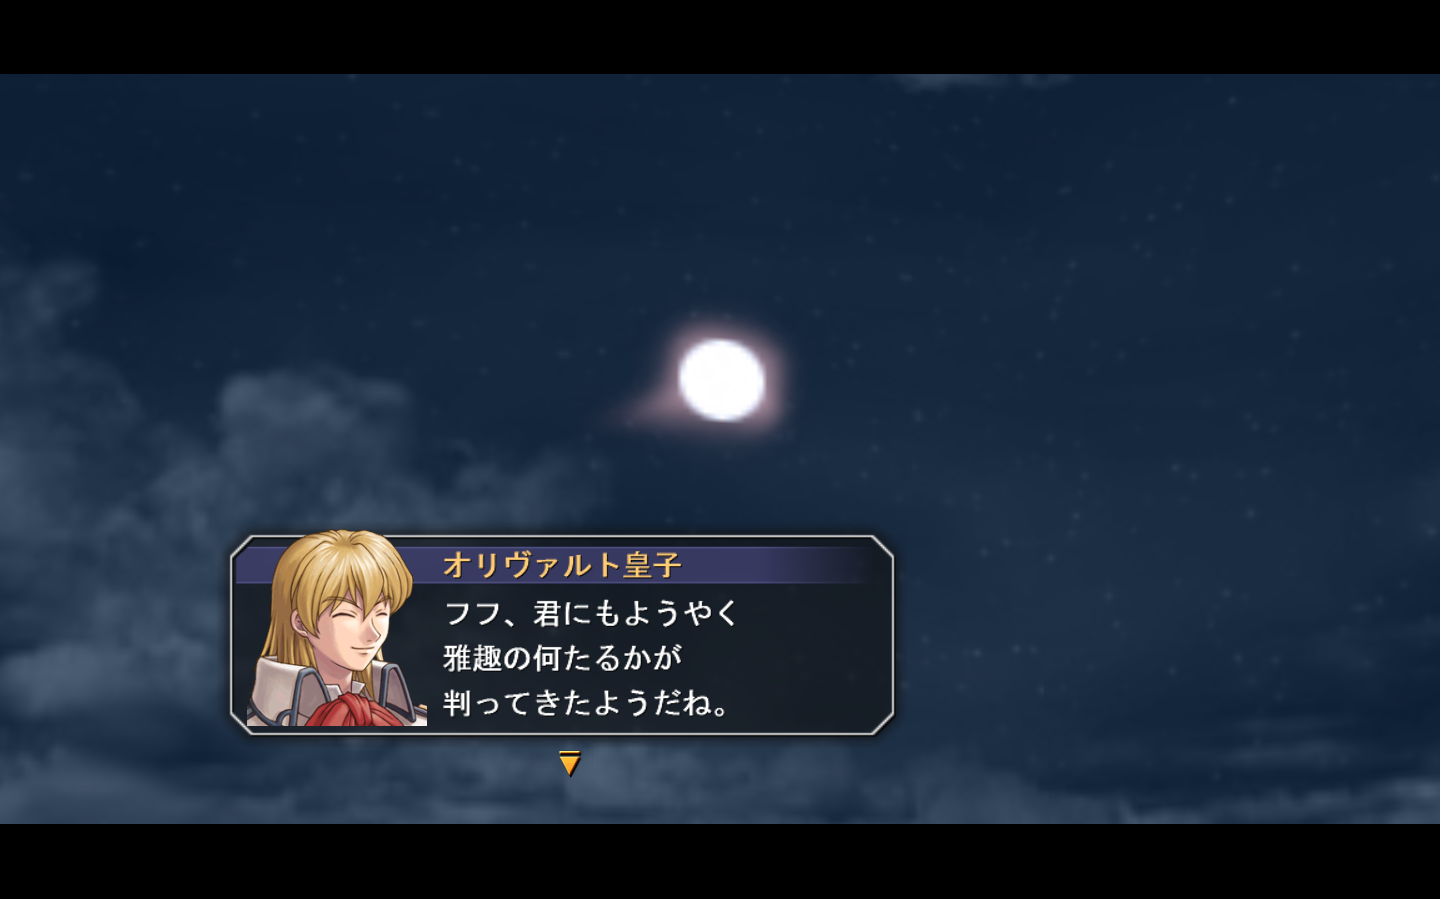 オリヴァルト皇子
フフ、君にもようやく
雅趣の何たるかが
判ってきたようだね。